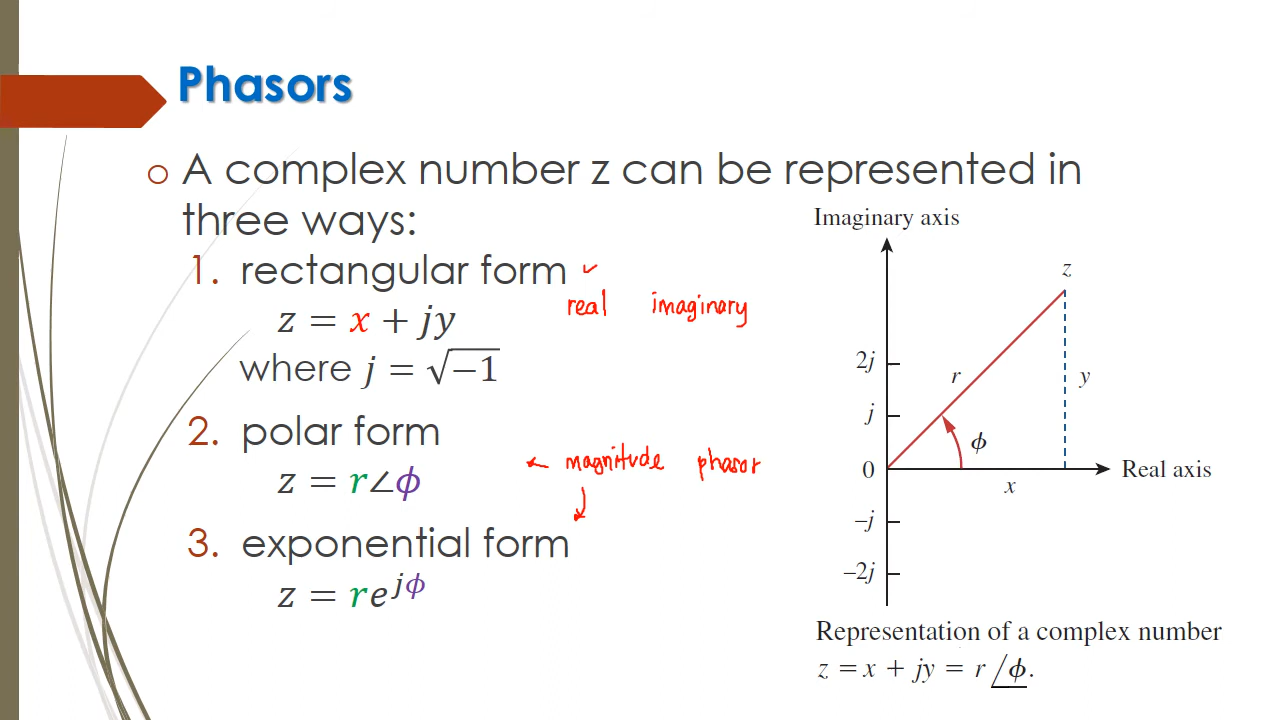 Phasors
A complex number z can be represented in
three ways:
1. rectangular form ✓
real imaginary
z = x + jy
where j = √−1
2. polar form
← magnitude phasor
z = r∠ϕ
3. exponential form
z = re^{jϕ}
Imaginary axis
z
2j
r
y
j
ϕ
0
Real axis
x
−j
−2j
Representation of a complex number
z = x + jy = r /ϕ.